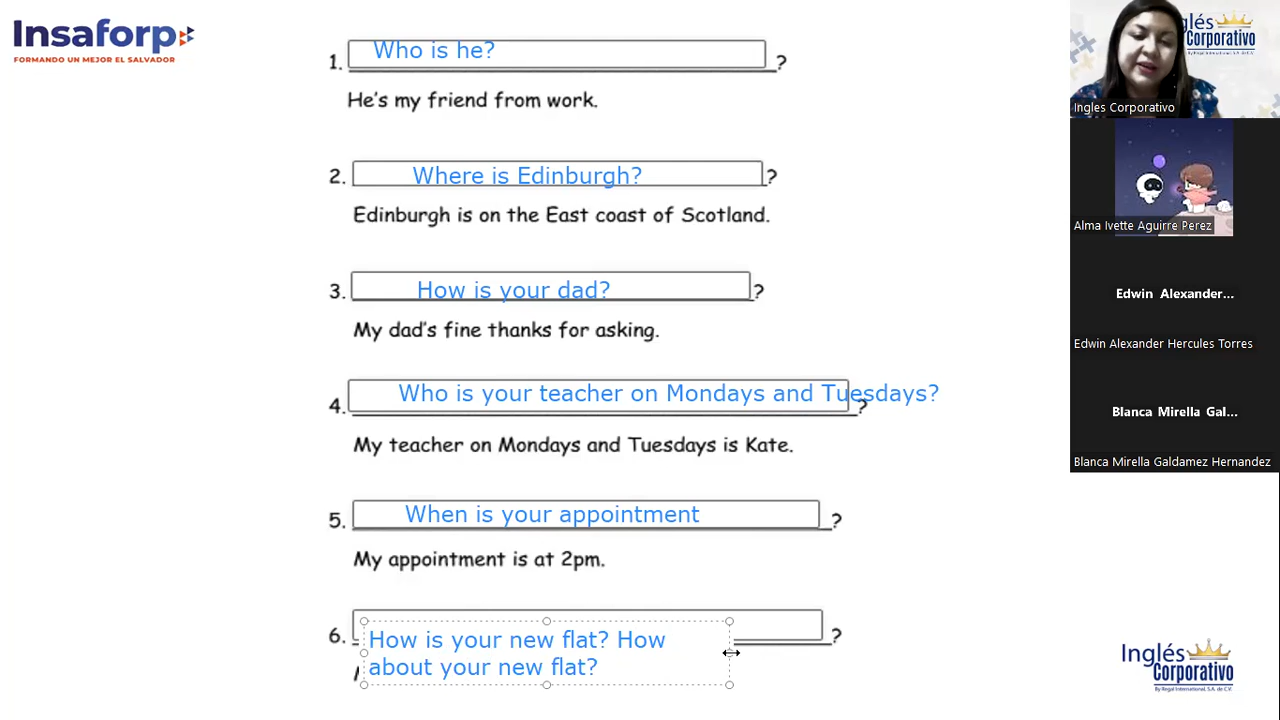 Insaforp
FORMANDO UN MEJOR EL SALVADOR
1. Who is he? ?
He's my friend from work.
2. Where is Edinburgh? ?
Edinburgh is on the East coast of Scotland.
3. How is your dad? ?
My dad's fine thanks for asking.
4. Who is your teacher on Mondays and Tuesdays? ?
My teacher on Mondays and Tuesdays is Kate.
5. When is your appointment ?
My appointment is at 2pm.
6. How is your new flat? How ?
about your new flat?
Inglés
Corporativo
Ingles Corporativo
Alma Ivette Aguirre Perez
Edwin Alexander...
Edwin Alexander Hercules Torres
Blanca Mirella Gal...
Blanca Mirella Galdamez Hernandez
Inglés
Corporativo
By Regal International, S.A. de C.V.